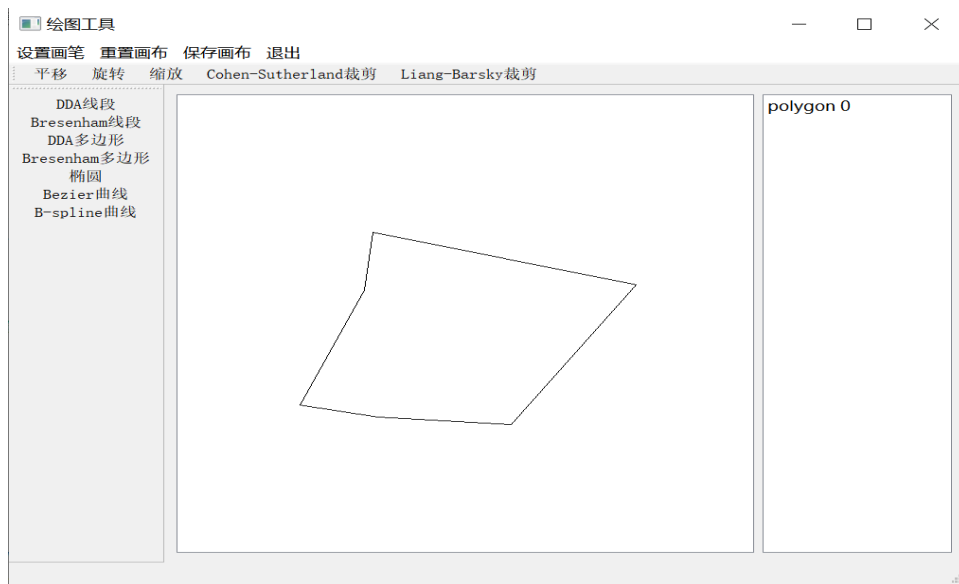 绘图工具
设置画笔 重置画布 保存画布 退出
平移 旋转 缩放 Cohen-Sutherland裁剪 Liang-Barsky裁剪
DDA线段
Bresenham线段
DDA多边形
Bresenham多边形
椭圆
Bezier曲线
B-spline曲线
polygon 0